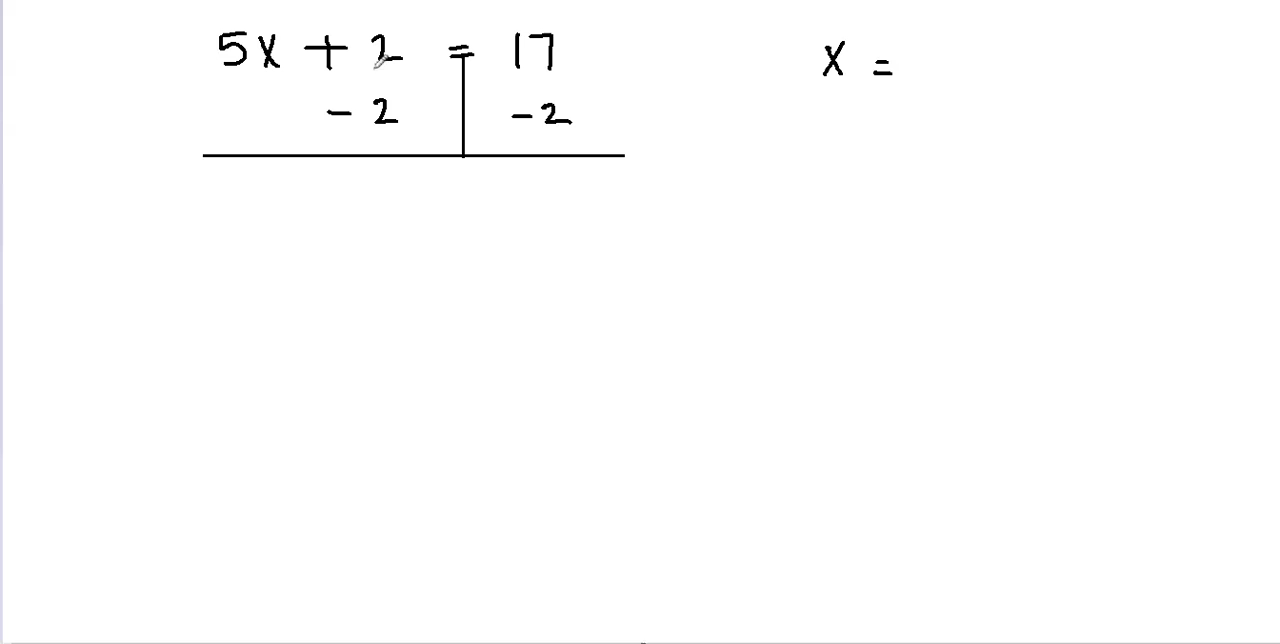 5x + 2 = 17
- 2 -2
x =